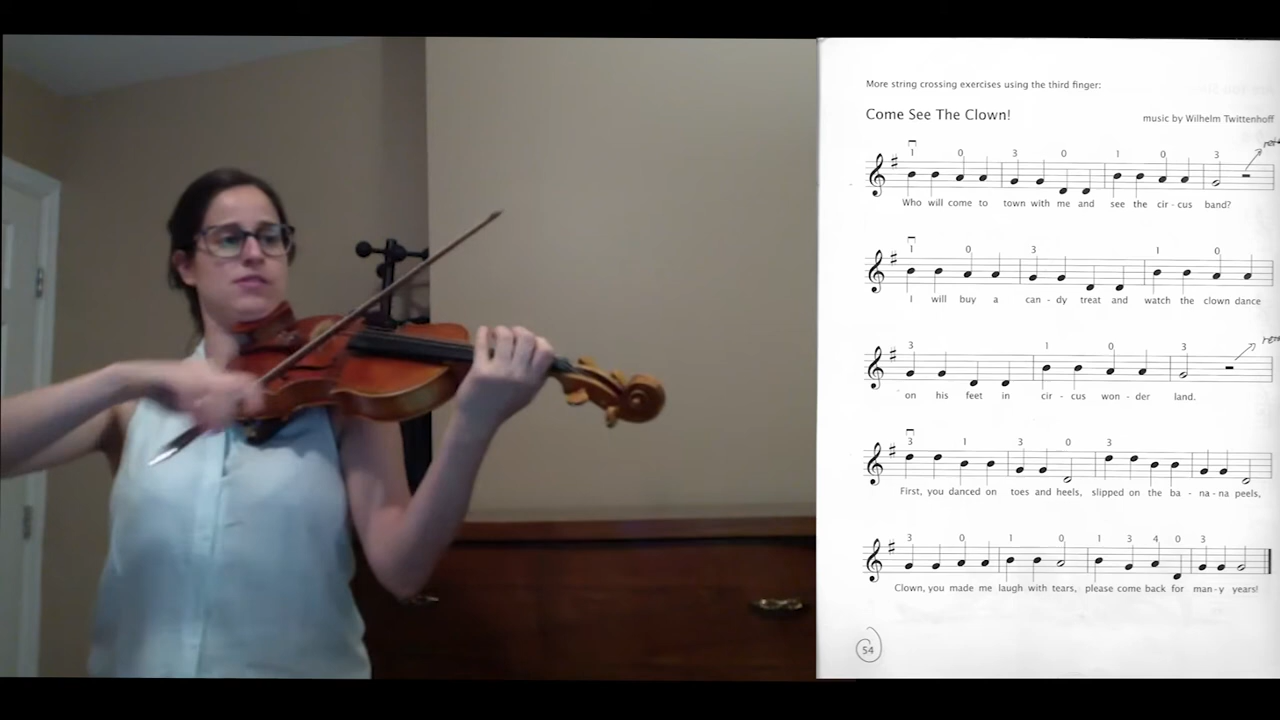 More string crossing exercises using the third finger:
Come See The Clown!
music by Wilhelm Twittenhoff
1 0 3 0 1 0 3
Who will come to town with me and see the cir - cus band?
1 0 3 1 0
I will buy a can - dy treat and watch the clown dance
3 1 0 3
on his feet in cir - cus won - der land.
3 1 3 0 3
First, you danced on toes and heels, slipped on the ba - na - na peels,
3 0 1 0 1 3 4 0 3
Clown, you made me laugh with tears, please come back for man - y years!
54